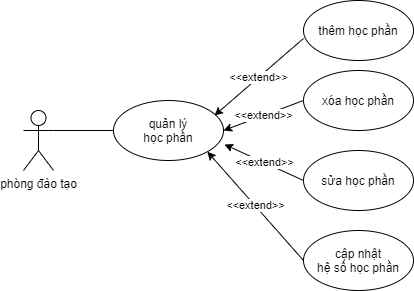 thêm học phần
<<extend>>
xóa học phần
<<extend>>
quản lý
học phần
<<extend>>
sửa học phần
phòng đào tạo
<<extend>>
cập nhật
hệ số học phần